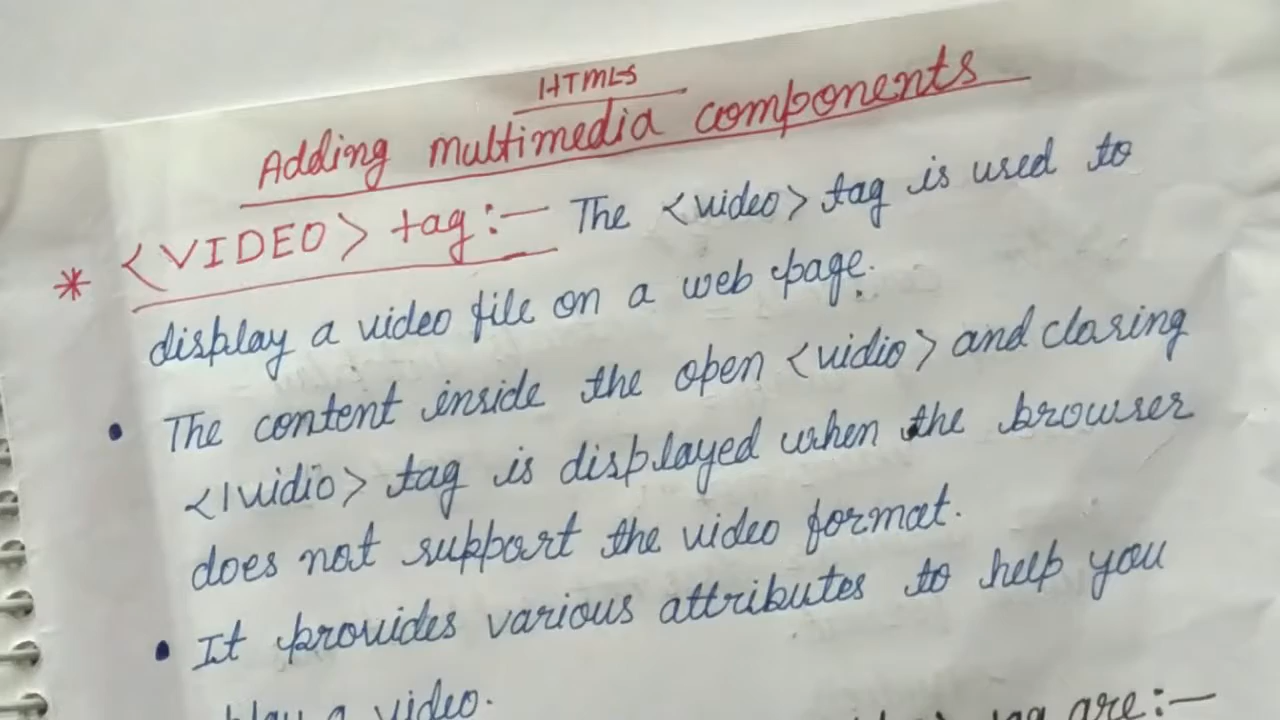 HTML5
Adding multimedia components
* <VIDEO> tag:- The <video> tag is used to
display a video file on a web page.
• The content inside the open <vidio> and closing
</vidio> tag is displayed when the browser
does not support the video format.
• It provides various attributes to help you
play a video.
tag are:-